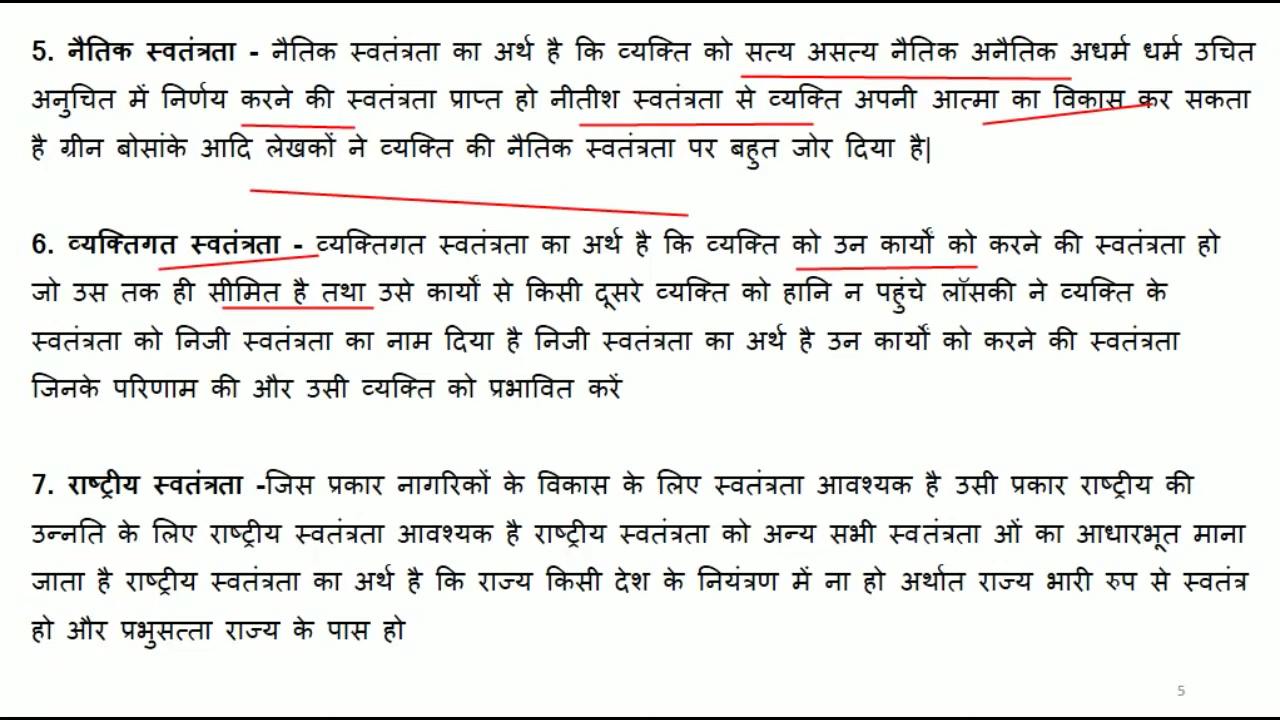 5. नैतिक स्वतंत्रता - नैतिक स्वतंत्रता का अर्थ है कि व्यक्ति को सत्य असत्य नैतिक अनैतिक अधर्म धर्म उचित
अनुचित में निर्णय करने की स्वतंत्रता प्राप्त हो नीतीश स्वतंत्रता से व्यक्ति अपनी आत्मा का विकास कर सकता
है ग्रीन बोसांके आदि लेखकों ने व्यक्ति की नैतिक स्वतंत्रता पर बहुत जोर दिया है|
6. व्यक्तिगत स्वतंत्रता - व्यक्तिगत स्वतंत्रता का अर्थ है कि व्यक्ति को उन कार्यों को करने की स्वतंत्रता हो
जो उस तक ही सीमित है तथा उसे कार्यों से किसी दूसरे व्यक्ति को हानि न पहुंचे लॉसकी ने व्यक्ति के
स्वतंत्रता को निजी स्वतंत्रता का नाम दिया है निजी स्वतंत्रता का अर्थ है उन कार्यों को करने की स्वतंत्रता
जिनके परिणाम की और उसी व्यक्ति को प्रभावित करें
7. राष्ट्रीय स्वतंत्रता -जिस प्रकार नागरिकों के विकास के लिए स्वतंत्रता आवश्यक है उसी प्रकार राष्ट्रीय की
उन्नति के लिए राष्ट्रीय स्वतंत्रता आवश्यक है राष्ट्रीय स्वतंत्रता को अन्य सभी स्वतंत्रता ओं का आधारभूत माना
जाता है राष्ट्रीय स्वतंत्रता का अर्थ है कि राज्य किसी देश के नियंत्रण में ना हो अर्थात राज्य भारी रुप से स्वतंत्र
हो और प्रभुसत्ता राज्य के पास हो
5